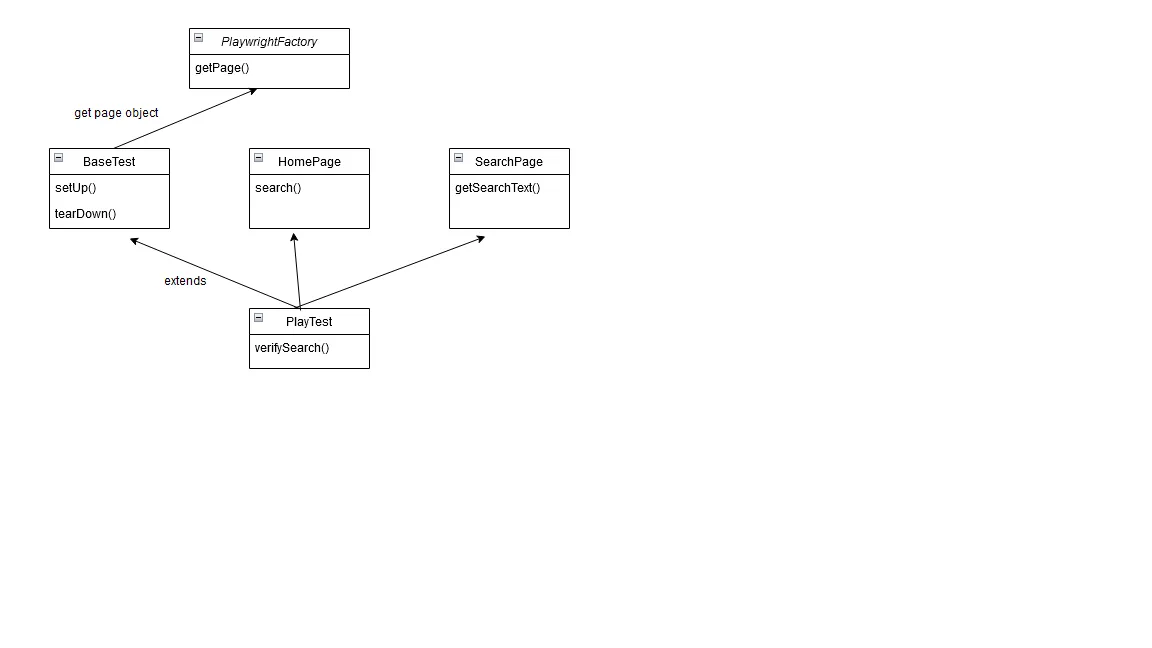 PlaywrightFactory
getPage()
get page object
BaseTest
setUp()
tearDown()
HomePage
search()
SearchPage
getSearchText()
extends
PlayTest
verifySearch()